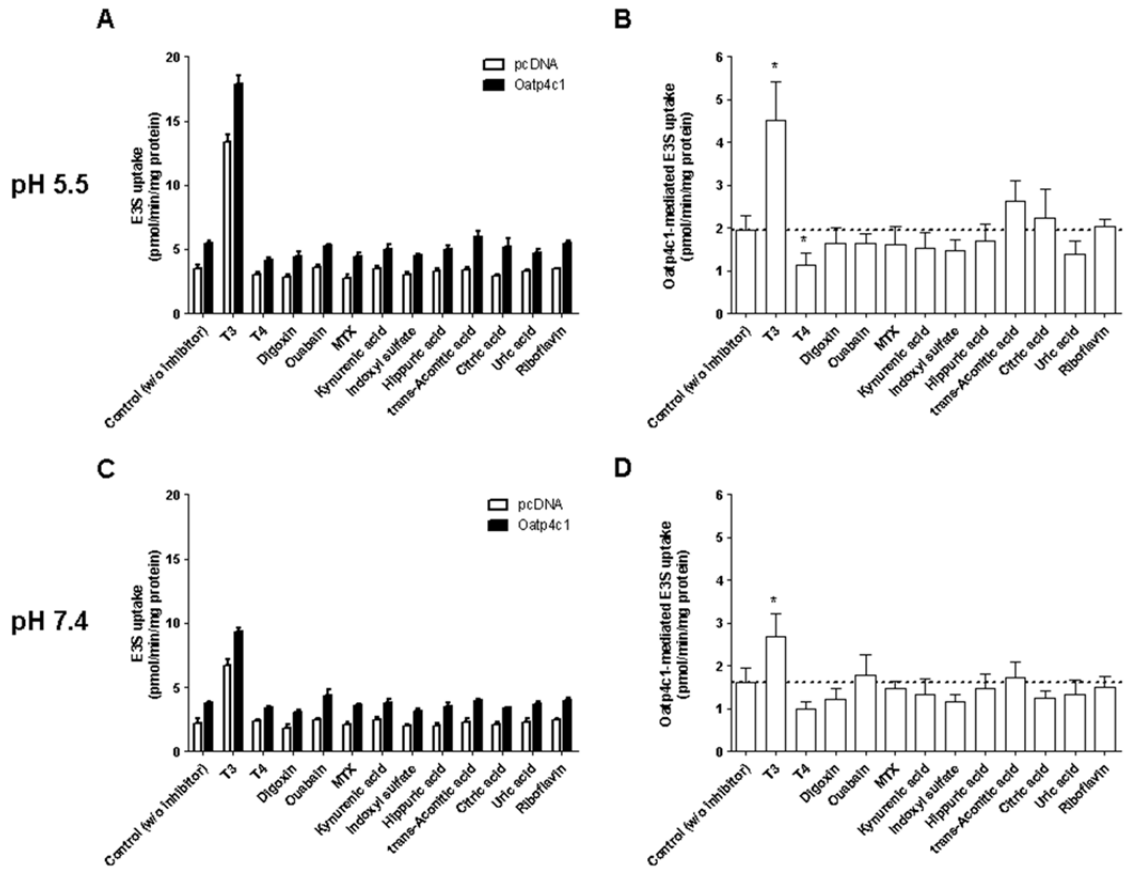 A
E3S uptake
(pmol/min/mg protein)
20
15
10
5
0
pcDNA
Oatp4c1
Control (w/o Inhibitor)
T3
T4
Digoxin
Ouabain
MTX
Kynurenic acid
Indoxyl sulfate
Hippuric acid
trans-Aconitic acid
Citric acid
Uric acid
Riboflavin
B
Oatp4c1-mediated E3S uptake
(pmol/min/mg protein)
6
5
4
3
2
1
0
*
*
Control (w/o Inhibitor)
T3
T4
Digoxin
Ouabain
MTX
Kynurenic acid
Indoxyl sulfate
Hippuric acid
trans-Aconitic acid
Citric acid
Uric acid
Riboflavin
pH 5.5
C
E3S uptake
(pmol/min/mg protein)
20
15
10
5
0
pcDNA
Oatp4c1
Control (w/o Inhibitor)
T3
T4
Digoxin
Ouabain
MTX
Kynurenic acid
Indoxyl sulfate
Hippuric acid
trans-Aconitic acid
Citric acid
Uric acid
Riboflavin
D
Oatp4c1-mediated E3S uptake
(pmol/min/mg protein)
6
5
4
3
2
1
0
*
Control (w/o Inhibitor)
T3
T4
Digoxin
Ouabain
MTX
Kynurenic acid
Indoxyl sulfate
Hippuric acid
trans-Aconitic acid
Citric acid
Uric acid
Riboflavin
pH 7.4